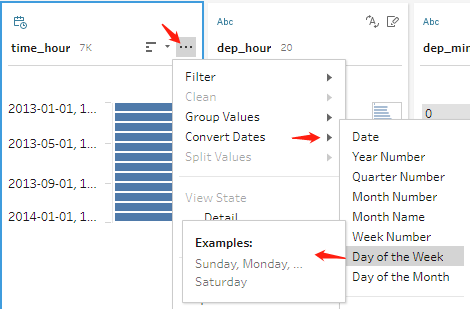 Abc
Abc
time_hour 7K
dep_hour 20
dep_min
Filter
Clean
Group Values
Convert Dates
Split Values
View State
Detail
2013-01-01, 1...
2013-05-01, 1...
2013-09-01, 1...
2014-01-01, 1...
0
Date
Year Number
Quarter Number
Month Number
Month Name
Week Number
Day of the Week
Day of the Month
Examples:
Sunday, Monday, ...
Saturday